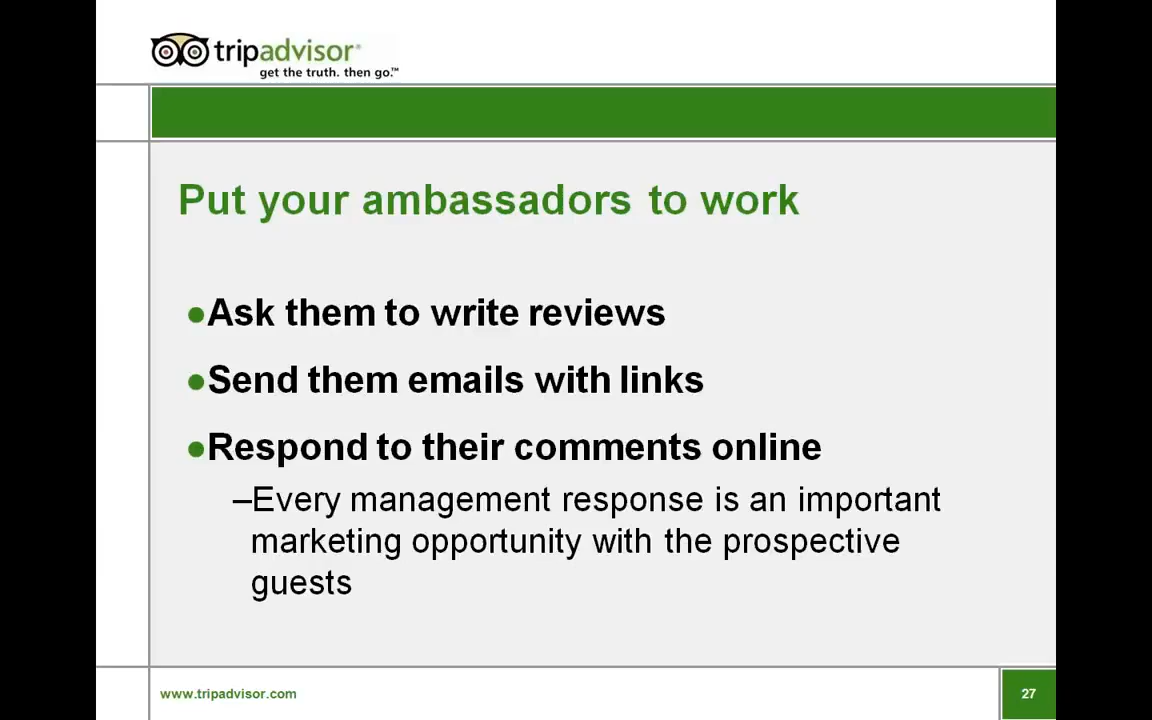 tripadvisor®
get the truth. then go.™
Put your ambassadors to work
●Ask them to write reviews
●Send them emails with links
●Respond to their comments online
–Every management response is an important
marketing opportunity with the prospective
guests
www.tripadvisor.com
27